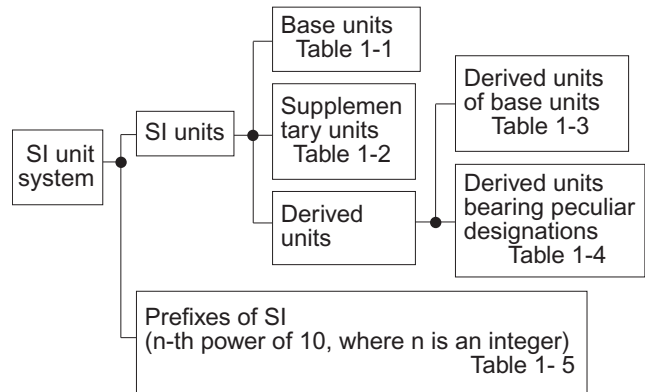 SI unit
system
SI units
Base units
Table 1-1
Supplemen
tary units
Table 1-2
Derived
units
Derived units
of base units
Table 1-3
Derived units
bearing peculiar
designations
Table 1-4
Prefixes of SI
(n-th power of 10, where n is an integer)
Table 1- 5